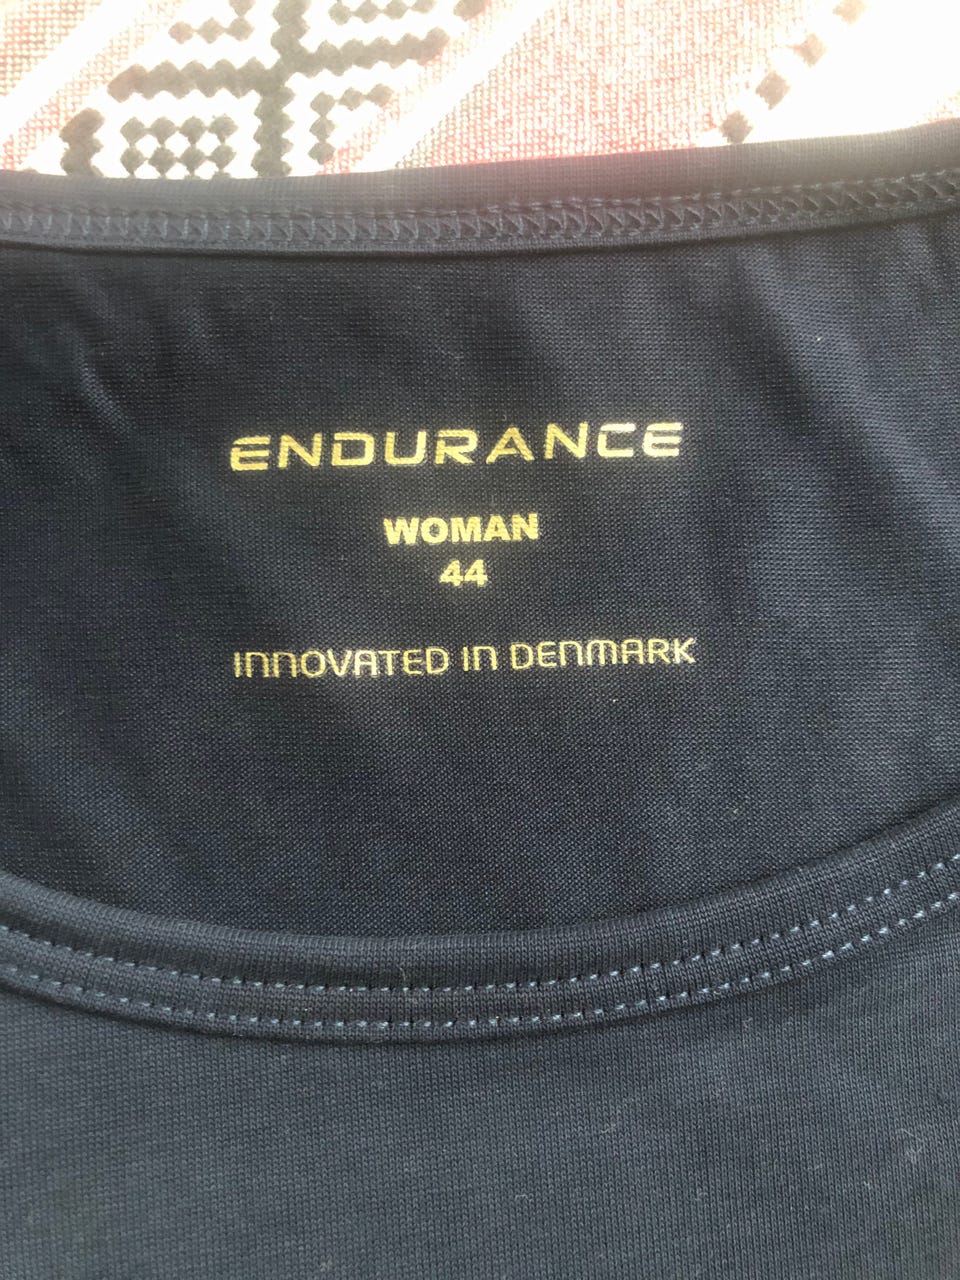 ENDURANCE
WOMAN
44
INNOVATED IN DENMARK